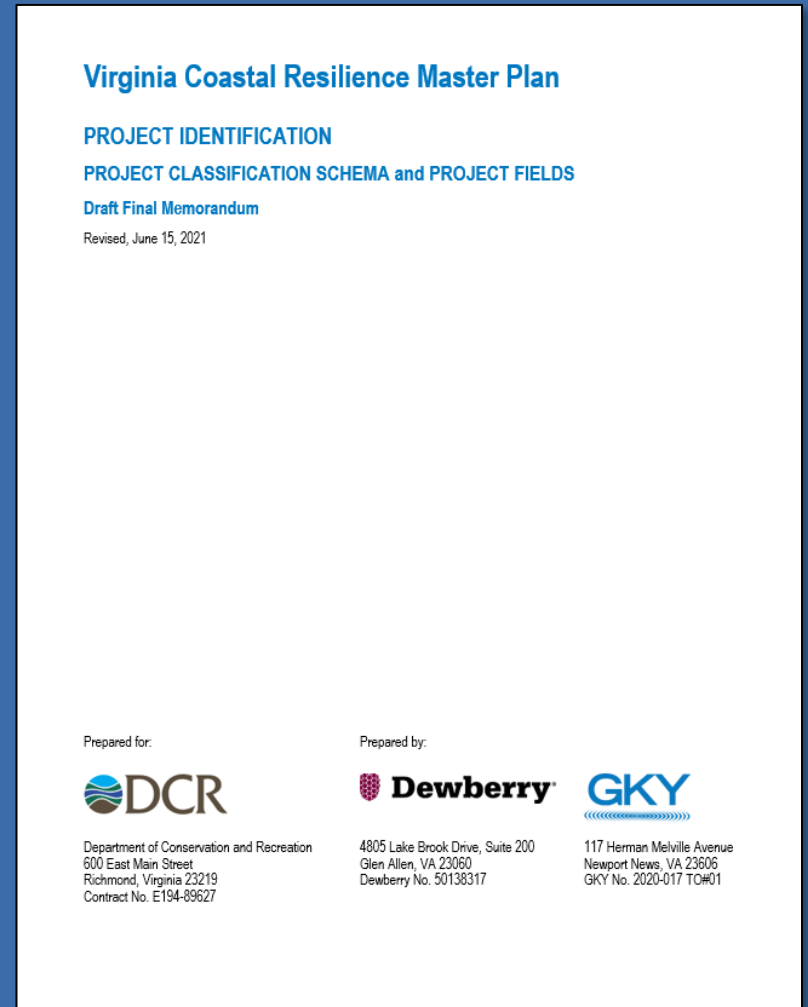 Virginia Coastal Resilience Master Plan
PROJECT IDENTIFICATION
PROJECT CLASSIFICATION SCHEMA and PROJECT FIELDS
Draft Final Memorandum
Revised, June 15, 2021
Prepared for:
DCR
Department of Conservation and Recreation
600 East Main Street
Richmond, Virginia 23219
Contract No. E194-89627
Prepared by:
Dewberry
4805 Lake Brook Drive, Suite 200
Glen Allen, VA 23060
Dewberry No. 50138317
GKY
117 Herman Melville Avenue
Newport News, VA 23606
GKY No. 2020-017 TO#01